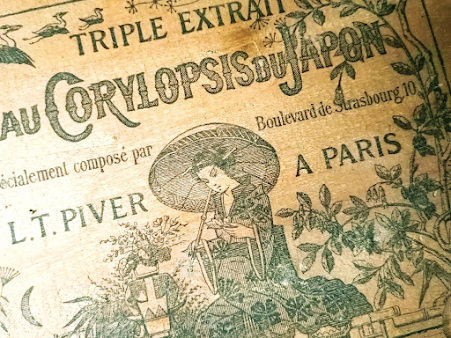 TRIPLE EXTRAIT
AU CORYLOPSIS DU JAPON
Boulevard de Strasbourg, 10
écialement composé par
L.T. PIVER
A PARIS